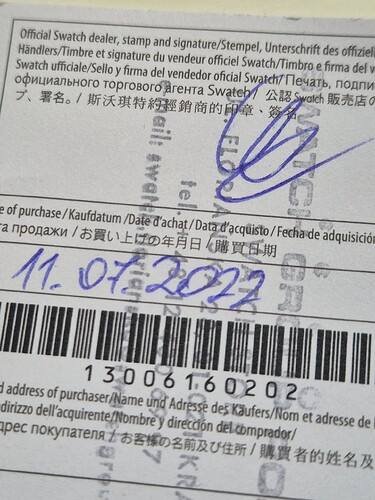 Official Swatch dealer, stamp and signature/Stempel, Unterschrift des offiziel
Händlers/Timbre et signature du vendeur officiel Swatch/Timbro e firma del v
Swatch ufficiale/Sello y firma del vendedor oficial Swatch/Печать, подпи
официального торгового агента Swatch/公認 Swatch 販売店の
プ、署名。/斯沃琪特約經銷商的印章、簽名
SWATCH GRO
e of purchase/Kaufdatum/Date d'achat/Data d'acquisto/Fecha de adquisición
та продажи/お買い上げの年月日/購買日期
11.07.2022
13006160202
d address of purchaser/Name und Adresse des Käufers/Nom et adresse de l
ndirizzo dell'acquirente/Nombre y dirección del comprador/
дрес покупателя/お客様の名前及び住所/購買者的姓名及